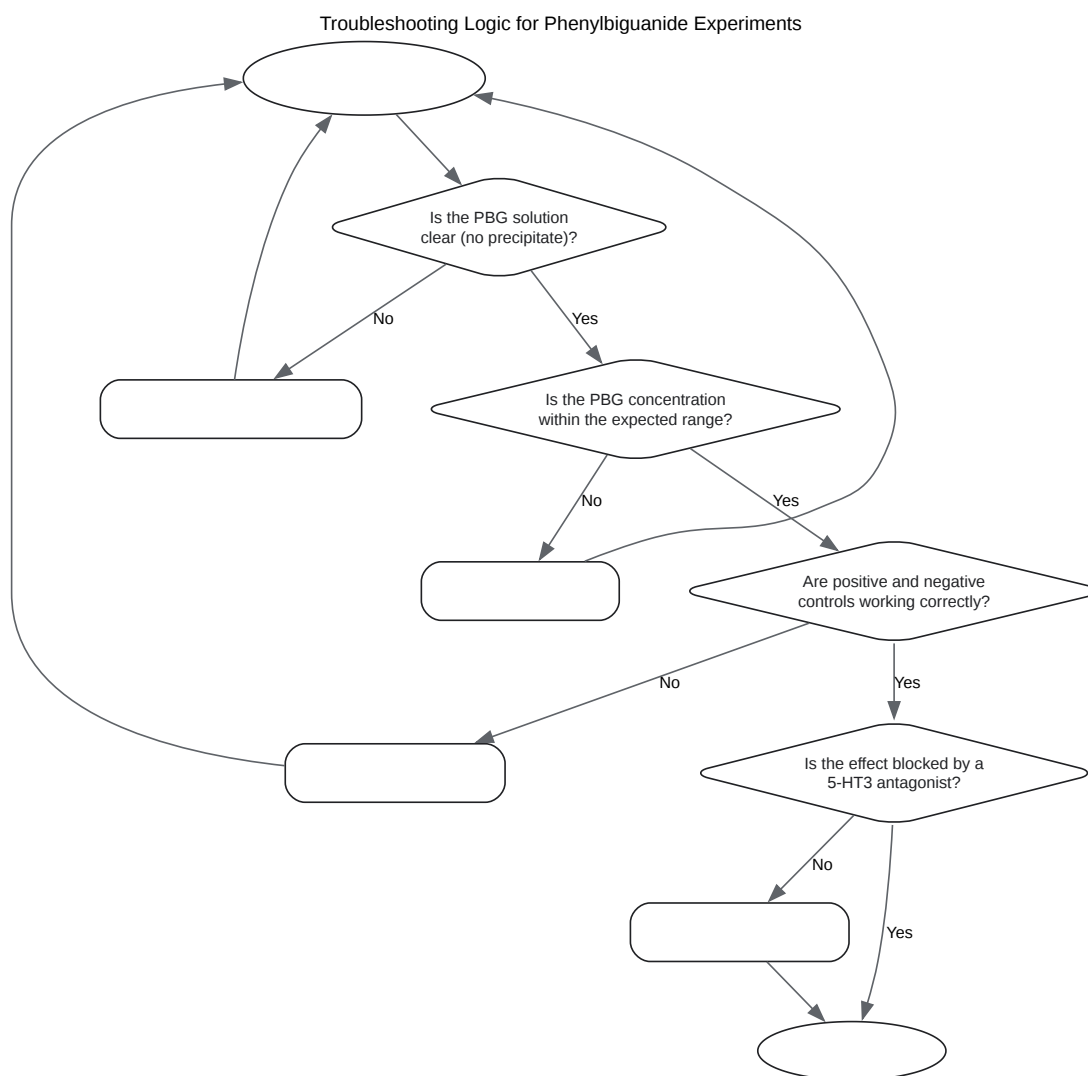 Troubleshooting Logic for Phenylbiguanide Experiments
Is the PBG solution
clear (no precipitate)?
No
Yes
Is the PBG concentration
within the expected range?
No
Yes
Are positive and negative
controls working correctly?
No
Yes
Is the effect blocked by a
5-HT3 antagonist?
No
Yes